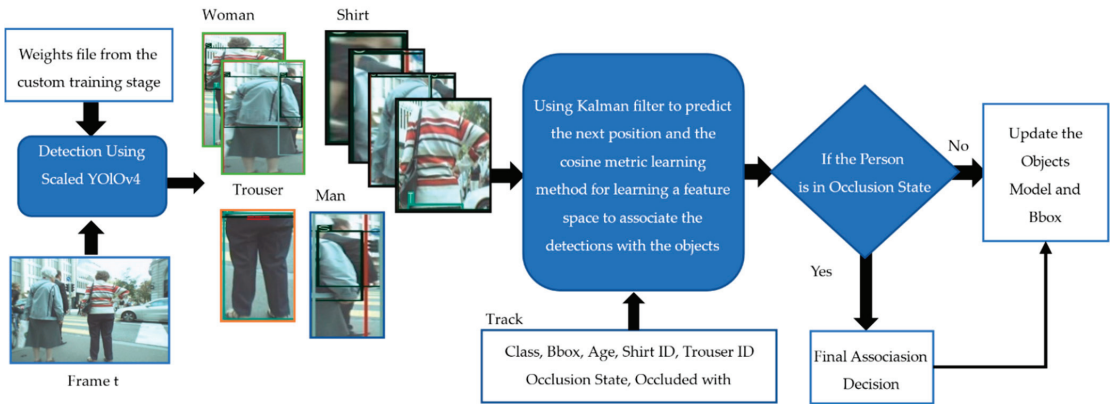 Weights file from the
custom training stage
Detection Using
Scaled YOlOv4
Frame t
Woman
Shirt
Trouser
Man
Using Kalman filter to predict
the next position and the
cosine metric learning
method for learning a feature
space to associate the
detections with the objects
Track
Class, Bbox, Age, Shirt ID, Trouser ID
Occlusion State, Occluded with
If the Person
is in Occlusion State
No
Yes
Update the
Objects
Model and
Bbox
Final Associasion
Decision